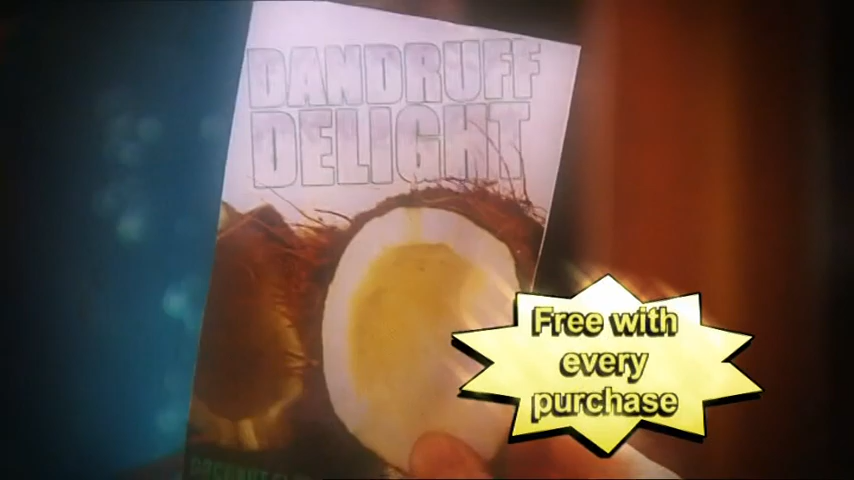 DANDRUFF
DELIGHT
Free with
every
purchase